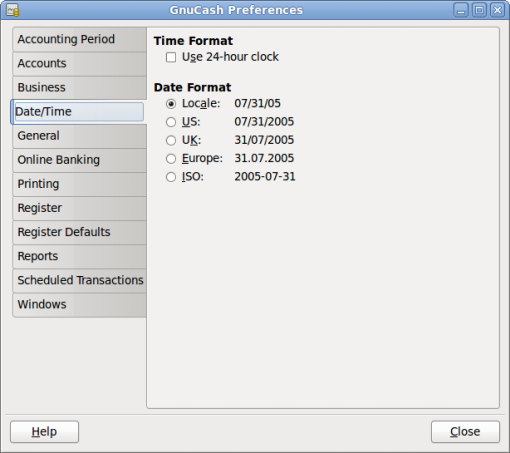 GnuCash Preferences
Accounting Period
Accounts
Business
Date/Time
General
Online Banking
Printing
Register
Register Defaults
Reports
Scheduled Transactions
Windows
Time Format
Use 24-hour clock
Date Format
Locale: 07/31/05
US: 07/31/2005
UK: 31/07/2005
Europe: 31.07.2005
ISO: 2005-07-31
Help
Close